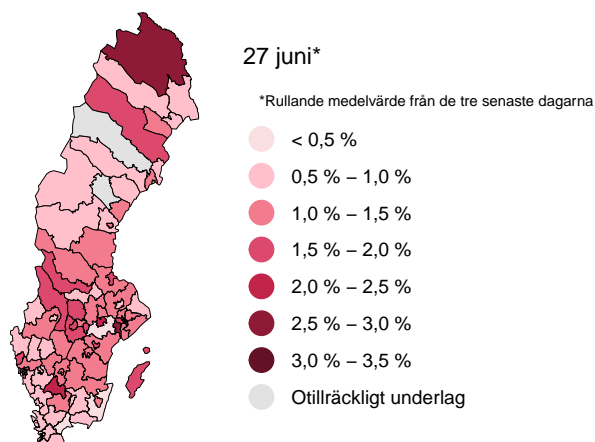 27 juni*
*Rullande medelvärde från de tre senaste dagarna
< 0,5 %
0,5 % – 1,0 %
1,0 % – 1,5 %
1,5 % – 2,0 %
2,0 % – 2,5 %
2,5 % – 3,0 %
3,0 % – 3,5 %
Otillräckligt underlag